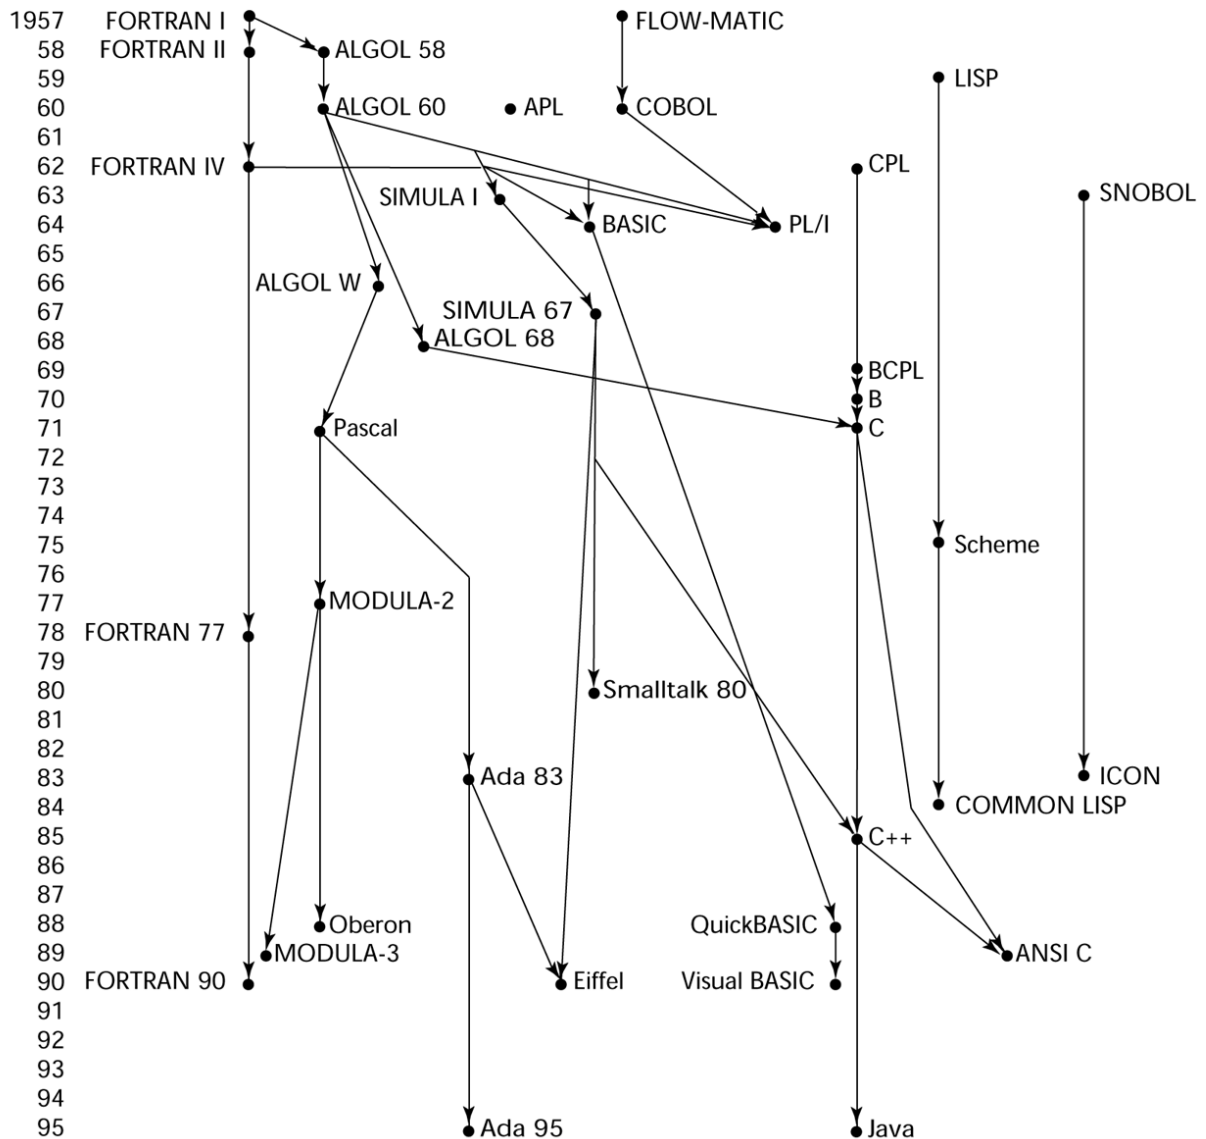 1957 FORTRAN I FLOW-MATIC
58 FORTRAN II ALGOL 58
59 LISP
60 ALGOL 60 APL COBOL
61
62 FORTRAN IV CPL
63 SIMULA I SNOBOL
64 BASIC PL/I
65
66 ALGOL W
67 SIMULA 67
68 ALGOL 68
69 BCPL
70 B
71 Pascal C
72
73
74
75 Scheme
76
77 MODULA-2
78 FORTRAN 77
79
80 Smalltalk 80
81
82
83 Ada 83 ICON
84 COMMON LISP
85 C++
86
87
88 Oberon QuickBASIC
89 MODULA-3 ANSI C
90 FORTRAN 90 Eiffel Visual BASIC
91
92
93
94
95 Ada 95 Java